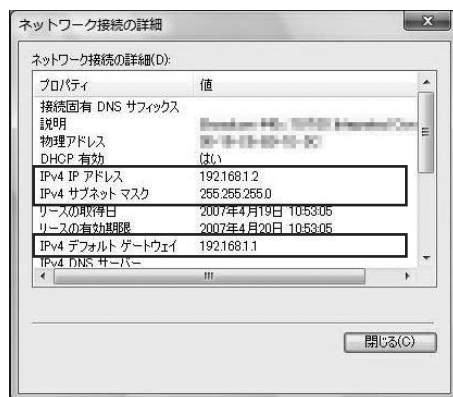 ネットワーク接続の詳細
ネットワーク接続の詳細(D):
プロパティ 値
接続固有 DNS サフィックス
説明
物理アドレス
DHCP 有効 はい
IPv4 IP アドレス 192.168.1.2
IPv4 サブネット マスク 255.255.255.0
リースの取得日 2007年4月19日 10:53:05
リースの有効期限 2007年4月20日 10:53:05
IPv4 デフォルト ゲートウェイ 192.168.1.1
IPv4 DNS サーバー
閉じる(C)